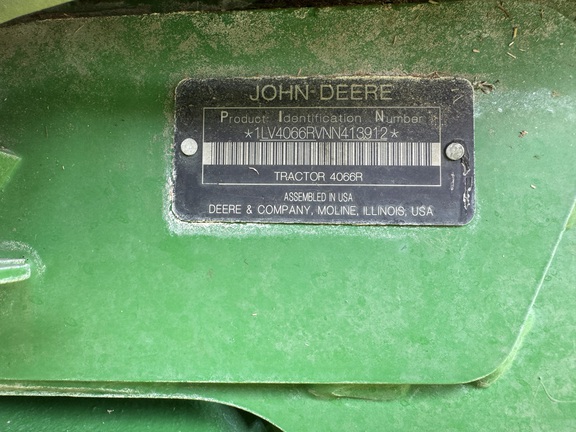 JOHN DEERE
Product Identification Number
*1LV4066RVNN413912*
TRACTOR 4066R
ASSEMBLED IN USA
DEERE & COMPANY, MOLINE, ILLINOIS, USA